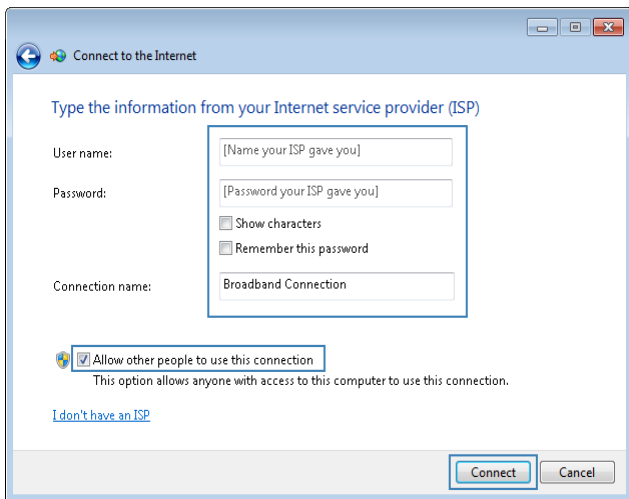 Connect to the Internet
Type the information from your Internet service provider (ISP)
User name:
[Name your ISP gave you]
Password:
[Password your ISP gave you]
Show characters
Remember this password
Connection name:
Broadband Connection
Allow other people to use this connection
This option allows anyone with access to this computer to use this connection.
I don't have an ISP
Connect
Cancel